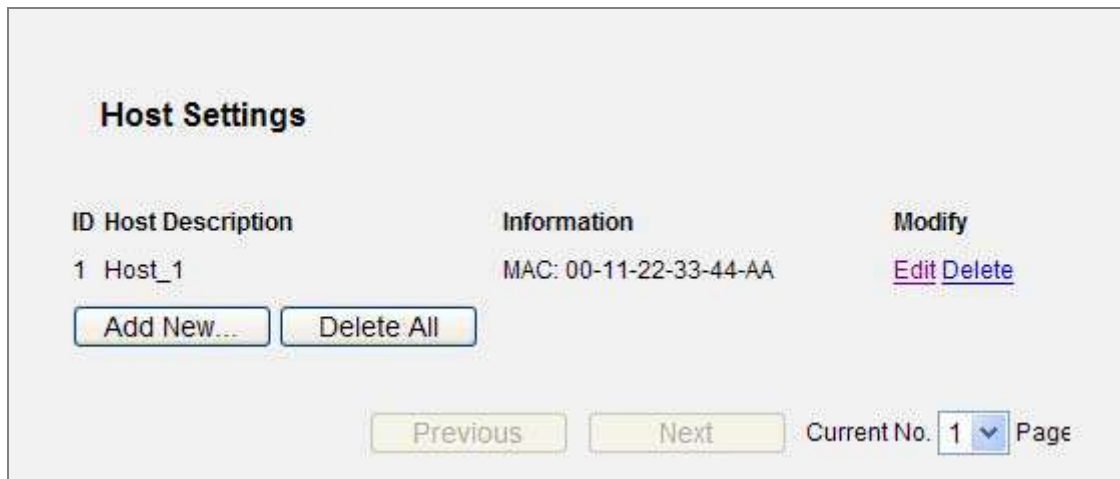 Host Settings
ID Host Description Information Modify
1 Host_1 MAC: 00-11-22-33-44-AA Edit Delete
Add New... Delete All
Previous Next Current No. 1 Page